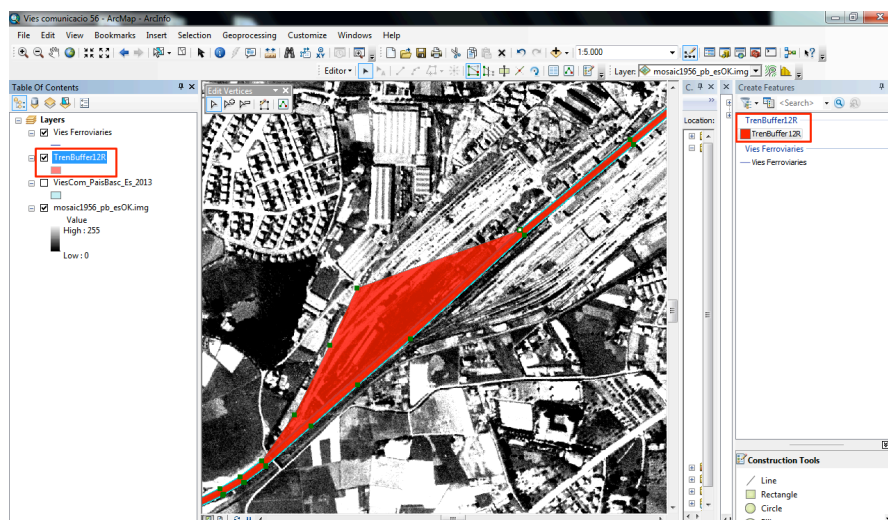 Vies comunicacio 56 - ArcMap - ArcInfo
File Edit View Bookmarks Insert Selection Geoprocessing Customize Windows Help
1:5.000
Editor Layer: mosaic1956_pb_esOK.img
Table Of Contents
Layers
Vies Ferroviaries
TrenBuffer12R
ViesCom_PaisBasc_Es_2013
mosaic1956_pb_esOK.img
Value
High : 255
Low : 0
Edit Vertices
C.
Location:
Create Features
<Search>
TrenBuffer12R
TrenBuffer12R
Vies Ferroviaries
Vies Ferroviaries
Construction Tools
Line
Rectangle
Circle